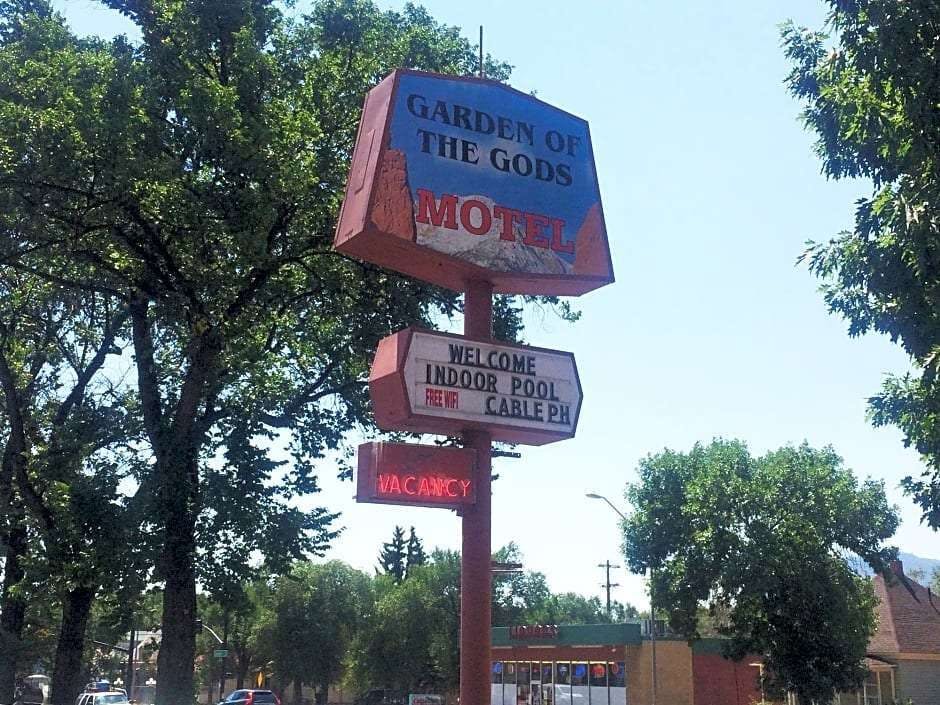 GARDEN OF
THE GODS
MOTEL
WELCOME
INDOOR POOL
FREE WIFI CABLE PH
VACANCY